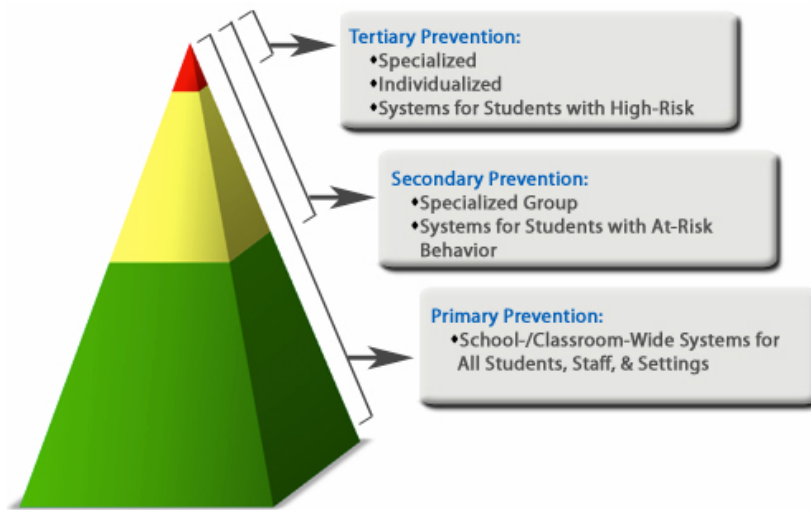 Tertiary Prevention:
♦Specialized
♦Individualized
♦Systems for Students with High-Risk
Secondary Prevention:
♦Specialized Group
♦Systems for Students with At-Risk
Behavior
Primary Prevention:
♦School-/Classroom-Wide Systems for
All Students, Staff, & Settings